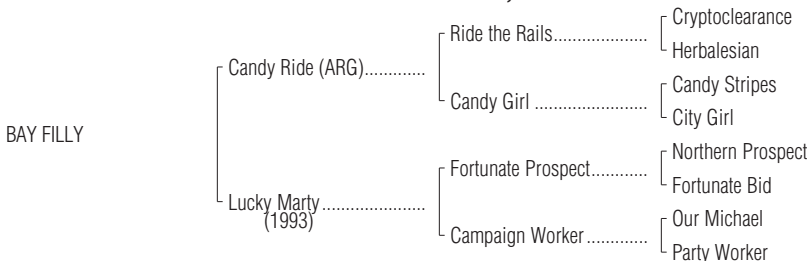 Cryptoclearance
Ride the Rails.....................
Herbalesian
Candy Ride (ARG).............
Candy Stripes
Candy Girl .........................
City Girl
BAY FILLY
Northern Prospect
Fortunate Prospect............
Fortunate Bid
Lucky Marty.......................
(1993)
Our Michael
Campaign Worker.............
Party Worker